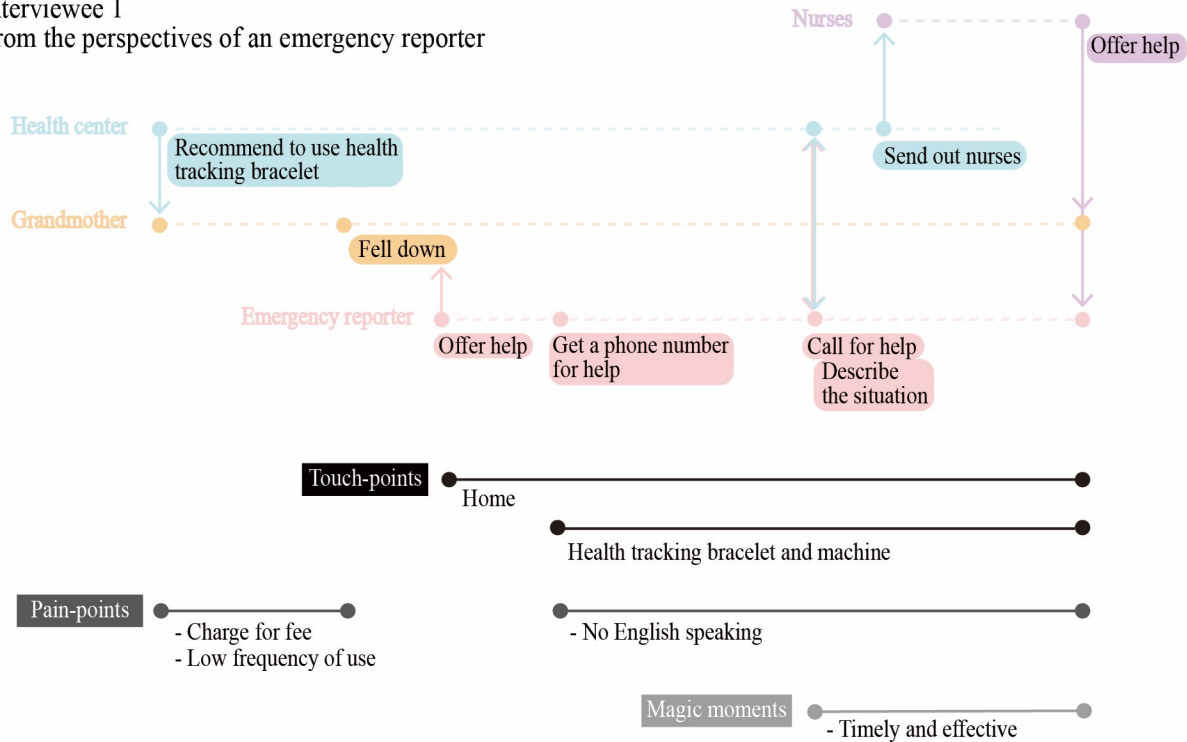 nterviewee 1
rom the perspectives of an emergency reporter
Nurses
Offer help
Health center
Recommend to use health
tracking bracelet
Send out nurses
Grandmother
Fell down
Emergency reporter
Offer help
Get a phone number
for help
Call for help
Describe
the situation
Touch-points
Home
Health tracking bracelet and machine
Pain-points
- Charge for fee
- Low frequency of use
- No English speaking
Magic moments
- Timely and effective